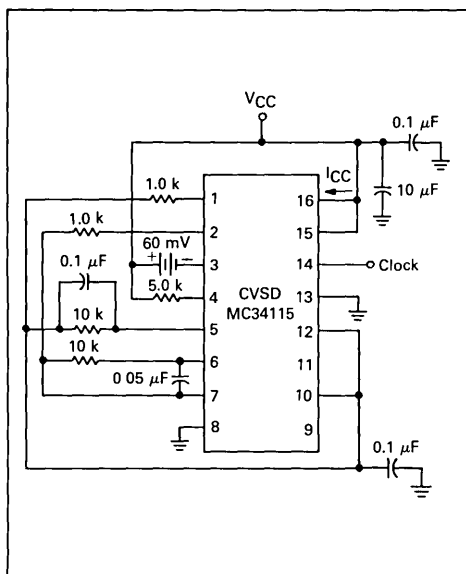 VCC
0.1 µF
1.0 k
ICC
10 µF
1
16
1.0 k
2
15
60 mV
+ −
3
14
Clock
0.1 µF
5.0 k
4
CVSD
MC34115
13
10 k
5
12
10 k
6
11
0 05 µF
7
10
8
9
0.1 µF